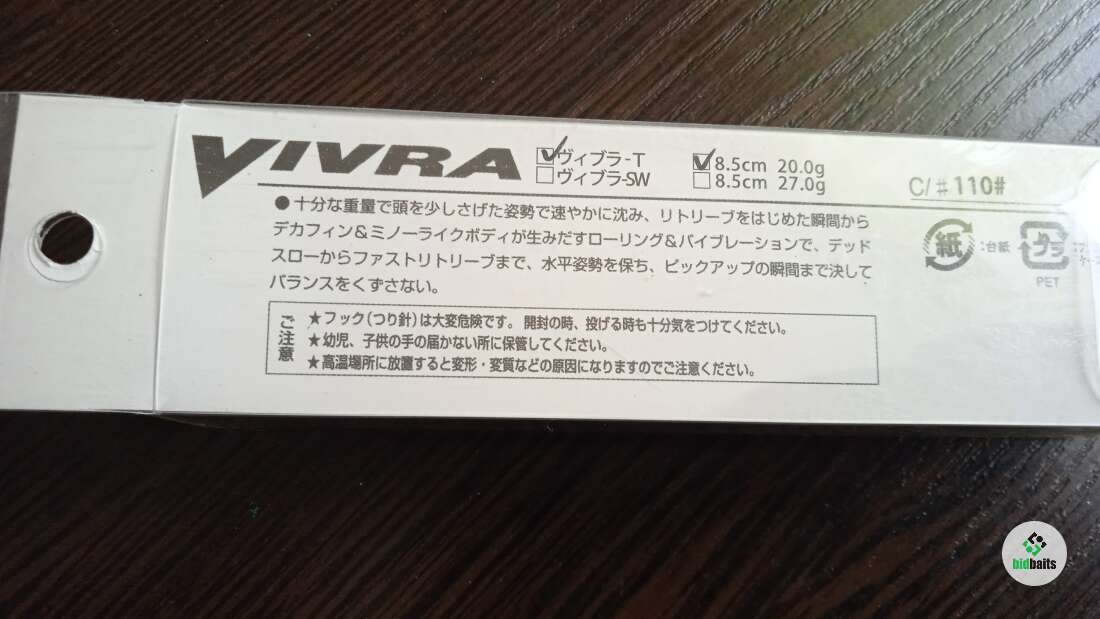 VIVRA
☑ヴィブラ-T ☑8.5cm 20.0g
☐ヴィブラ-SW ☐8.5cm 27.0g
C/♯110#
●十分な重量で頭を少しさげた姿勢で速やかに沈み、リトリーブをはじめた瞬間から
デカフィン&ミノーライクボディが生みだすローリング&バイブレーションで、デッド
スローからファストリトリーブまで、水平姿勢を保ち、ピックアップの瞬間まで決して
バランスをくずさない。
紙 :台紙
プラ
PET
ご注意
★フック(つり針)は大変危険です。開封の時、投げる時も十分気をつけてください。
★幼児、子供の手の届かない所に保管してください。
★高温場所に放置すると変形・変質などの原因になりますのでご注意ください。
bidbaits